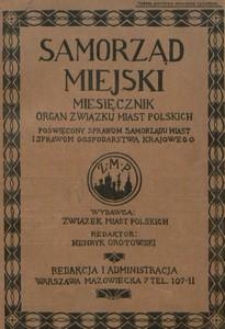 SAMORZĄD
MIEJSKI
MIESIĘCZNIK
ORGAN ZWIĄZKU MIAST POLSKICH
POŚWIĘCONY SPRAWOM SAMORZĄDU MIAST
I SPRAWOM GOSPODARSTWA KRAJOWEGO
Z·M·P
WYDAWCA:
ZWIĄZEK MIAST POLSKICH
REDAKTOR:
HENRYK GROTOWSKI
REDAKCJA I ADMINISTRACJA
WARSZAWA MAZOWIECKA 7 TEL. 107-11